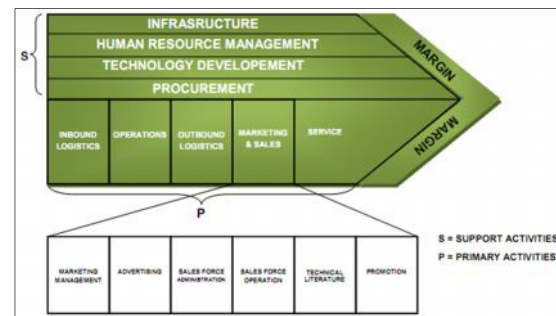 INFRASRUCTURE
HUMAN RESOURCE MANAGEMENT
TECHNOLOGY DEVELOPEMENT
PROCUREMENT
S
MARGIN
MARGIN
INBOUND
LOGISTICS
OPERATIONS
OUTBOUND
LOGISTICS
MARKETING
& SALES
SERVICE
P
S = SUPPORT ACTIVITIES
P = PRIMARY ACTIVITIES
MARKETING
MANAGEMENT
ADVERTISING
SALES FORCE
ADMINISTRATION
SALES FORCE
OPERATION
TECHNICAL
LITERATURE
PROMOTION